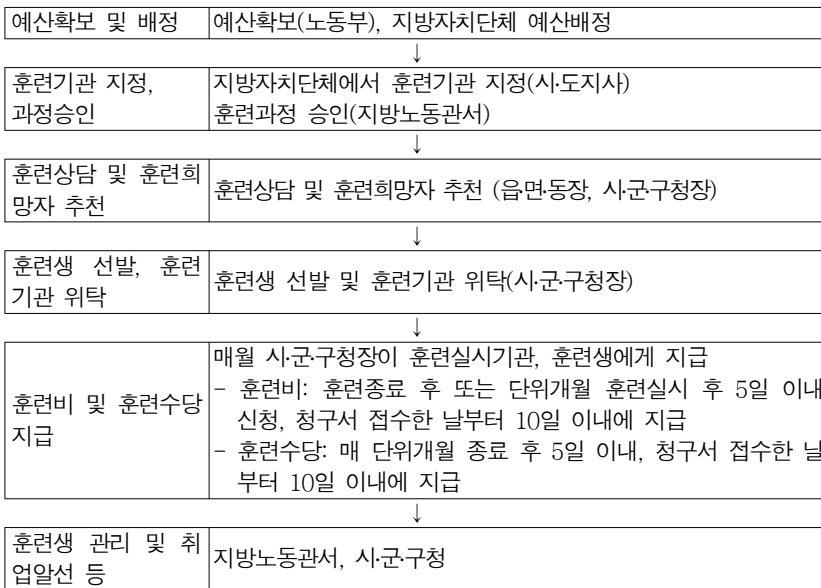 예산확보 및 배정 예산확보(노동부), 지방자치단체 예산배정
↓
훈련기관 지정, 지방자치단체에서 훈련기관 지정(시·도지사)
과정승인 훈련과정 승인(지방노동관서)
↓
훈련상담 및 훈련희
망자 추천
훈련상담 및 훈련희망자 추천 (읍·면·동장, 시·군·구청장)
↓
훈련생 선발, 훈련
기관 위탁
훈련생 선발 및 훈련기관 위탁(시·군·구청장)
↓
훈련비 및 훈련수당
지급
매월 시·군·구청장이 훈련실시기관, 훈련생에게 지급
- 훈련비: 훈련종료 후 또는 단위개월 훈련실시 후 5일 이내
신청, 청구서 접수한 날부터 10일 이내에 지급
- 훈련수당: 매 단위개월 종료 후 5일 이내, 청구서 접수한 날
부터 10일 이내에 지급
↓
훈련생 관리 및 취
업알선 등
지방노동관서, 시·군·구청